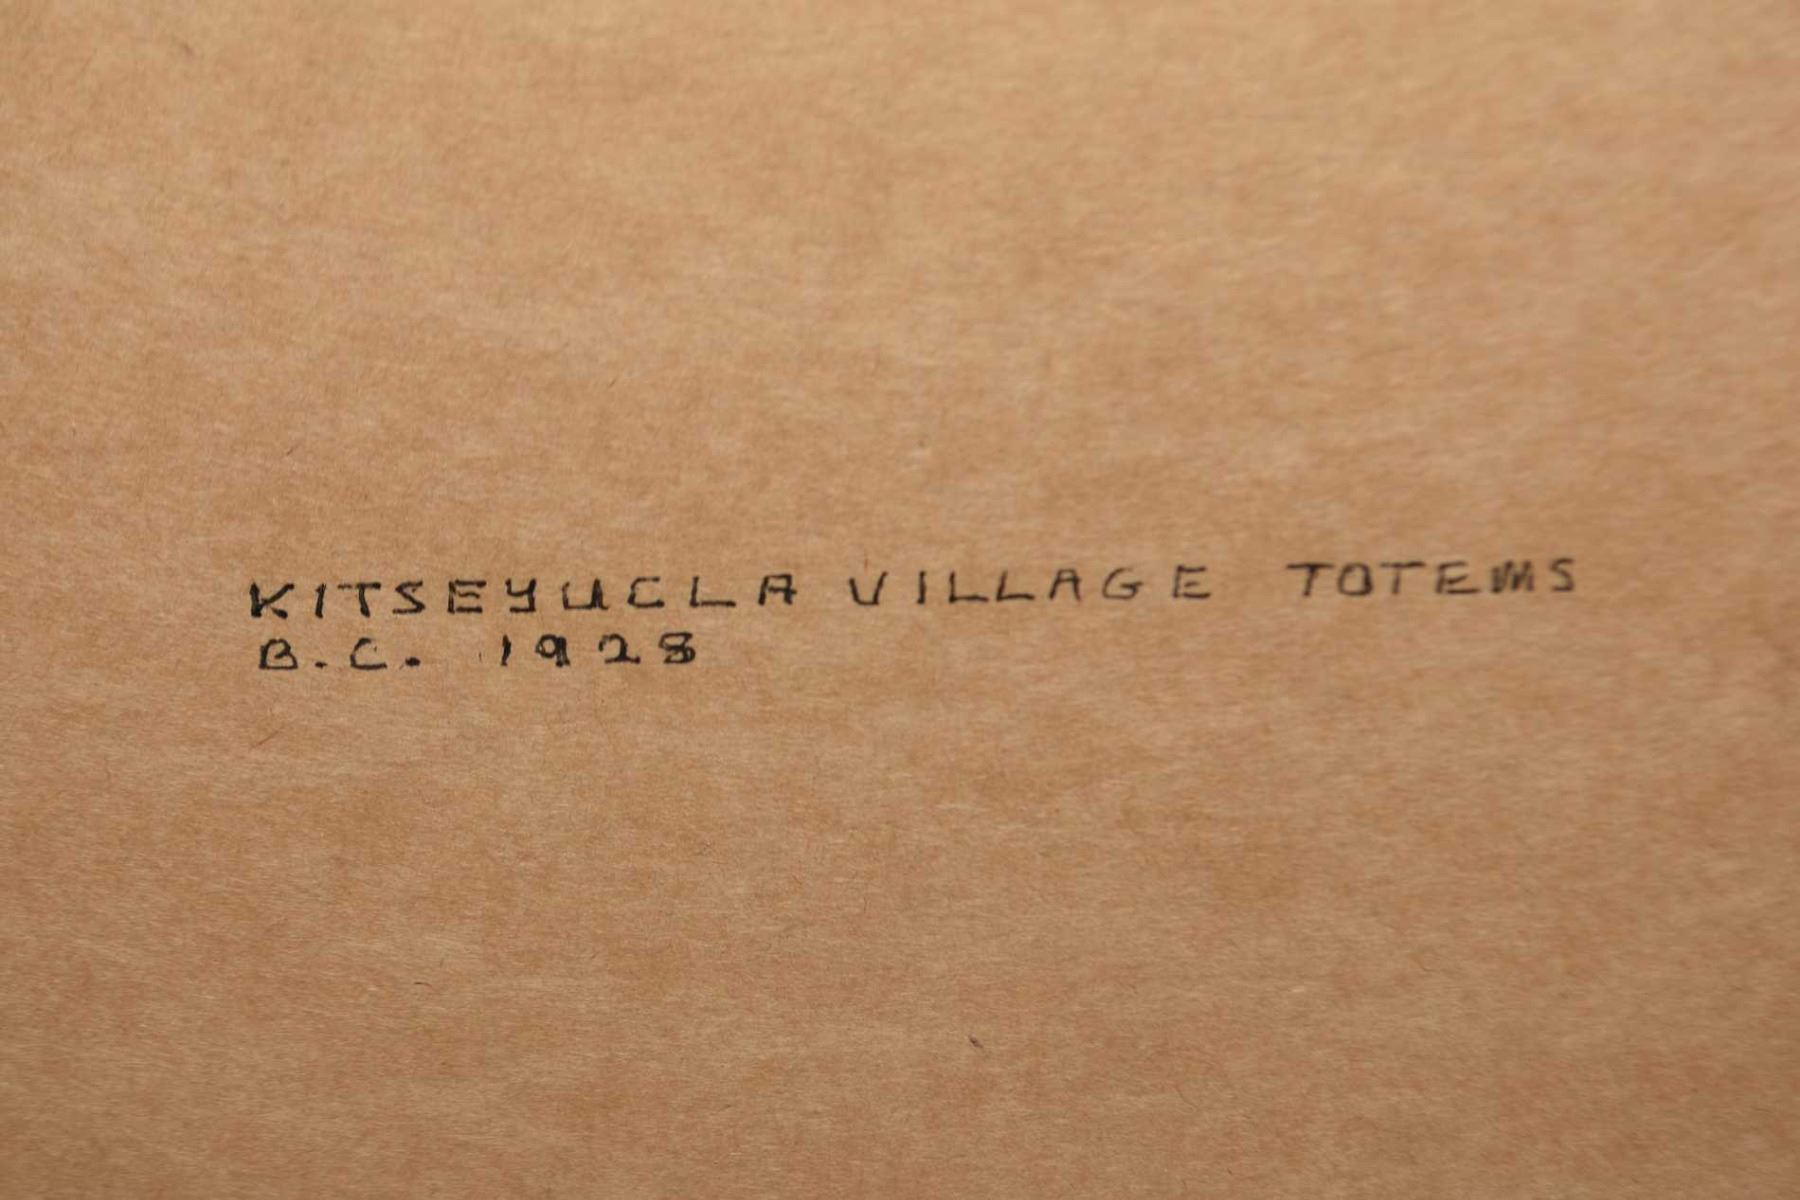 KITSEYUCLA VILLAGE TOTEMS
B.C. 1928